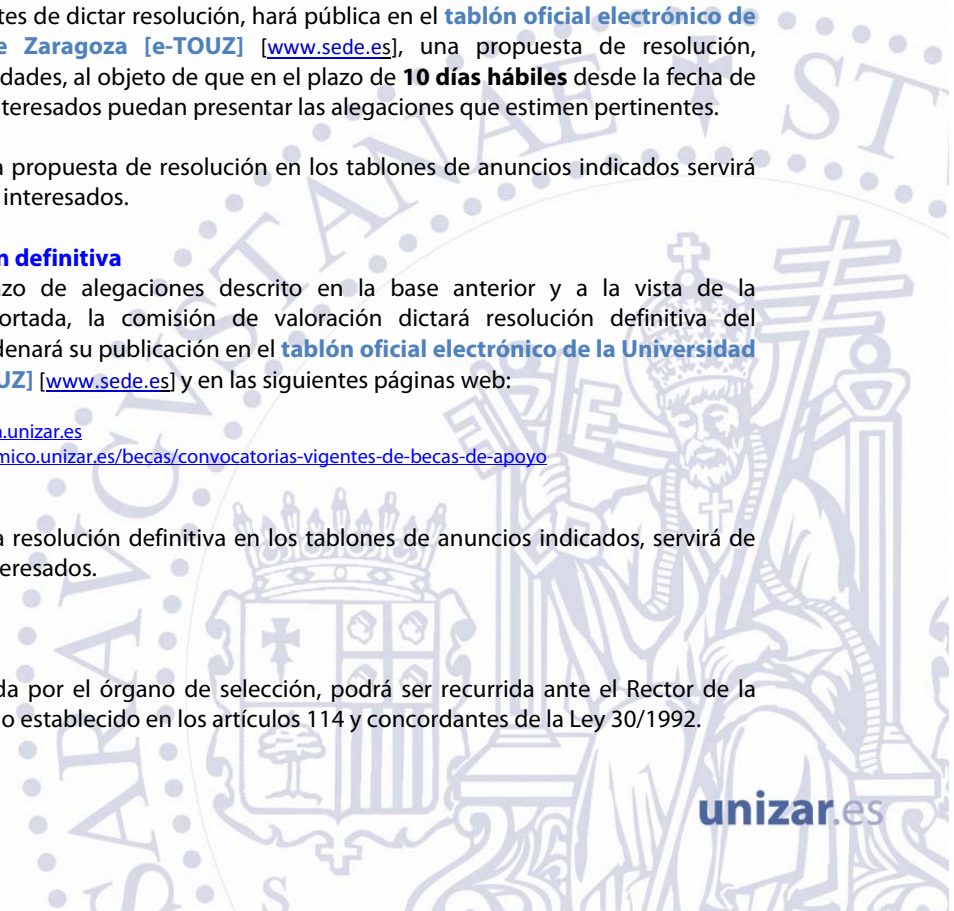 tes de dictar resolución, hará pública en el tablón oficial electrónico de
e Zaragoza [e-TOUZ] [www.sede.es], una propuesta de resolución,
dades, al objeto de que en el plazo de 10 días hábiles desde la fecha de
nteresados puedan presentar las alegaciones que estimen pertinentes.
a propuesta de resolución en los tablones de anuncios indicados servirá
interesados.
n definitiva
azo de alegaciones descrito en la base anterior y a la vista de la
ortada, la comisión de valoración dictará resolución definitiva del
denará su publicación en el tablón oficial electrónico de la Universidad
UZ] [www.sede.es] y en las siguientes páginas web:
a.unizar.es
mico.unizar.es/becas/convocatorias-vigentes-de-becas-de-apoyo
a resolución definitiva en los tablones de anuncios indicados, servirá de
teresados.
da por el órgano de selección, podrá ser recurrida ante el Rector de la
o establecido en los artículos 114 y concordantes de la Ley 30/1992.
unizar.es